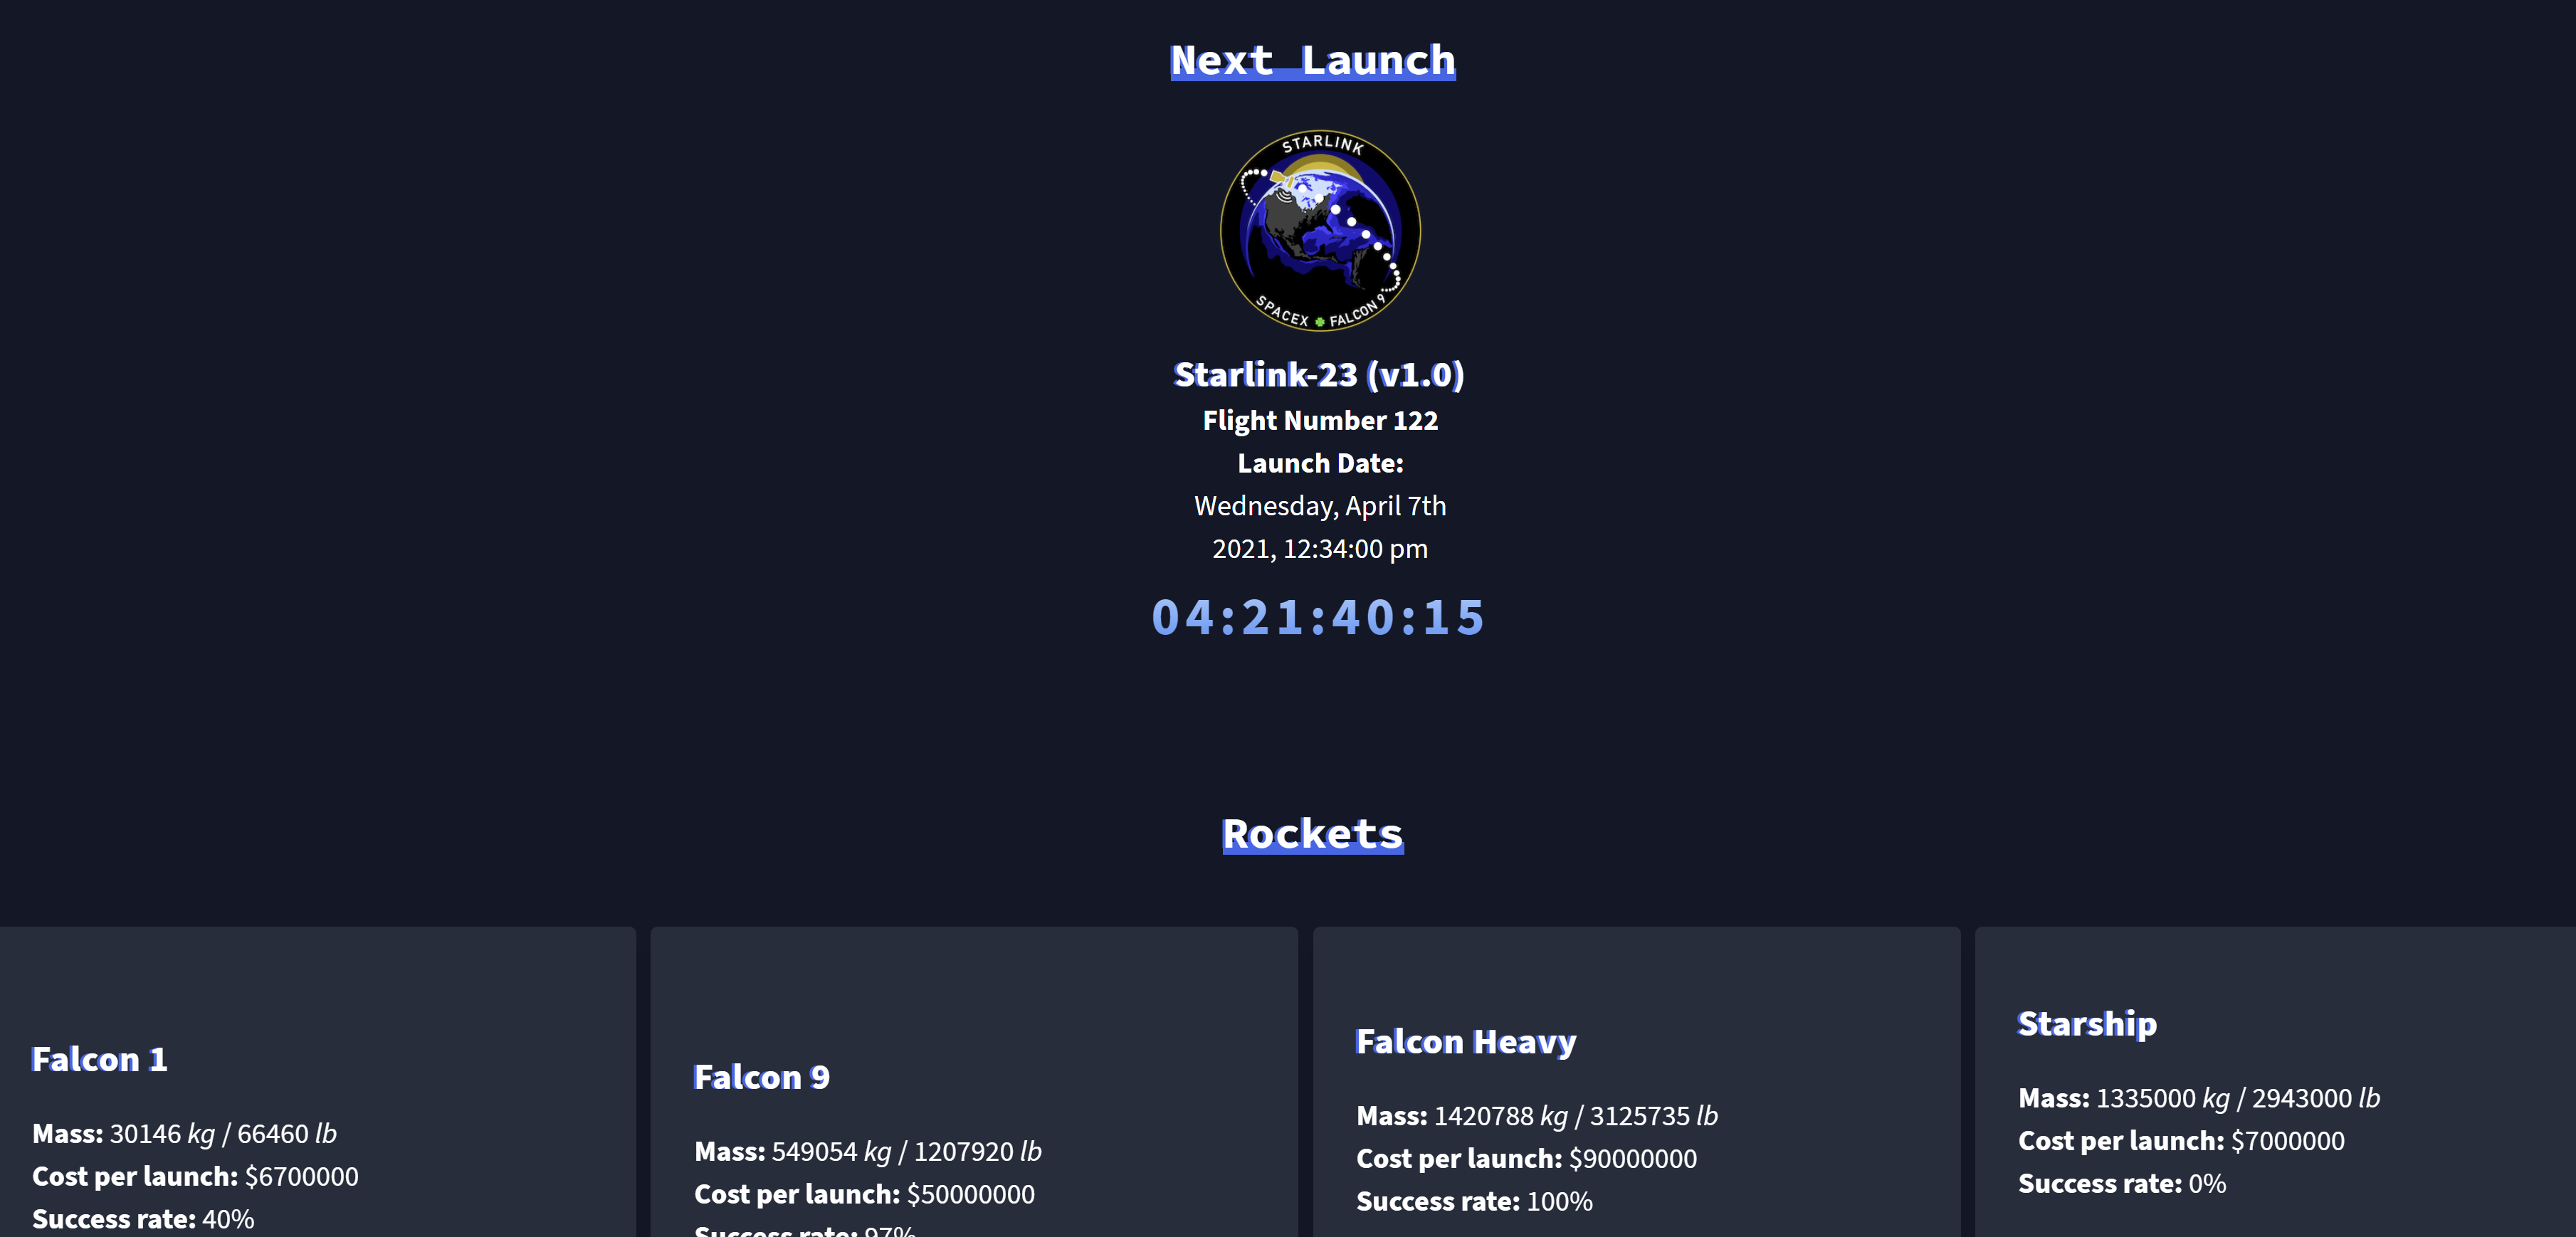 Next Launch
STARLINK
SPACEX FALCON 9
Starlink-23 (v1.0)
Flight Number 122
Launch Date:
Wednesday, April 7th
2021, 12:34:00 pm
04:21:40:15
Rockets
Falcon 1
Mass: 30146 kg / 66460 lb
Cost per launch: $6700000
Success rate: 40%
Falcon 9
Mass: 549054 kg / 1207920 lb
Cost per launch: $50000000
Success rate: 97%
Falcon Heavy
Mass: 1420788 kg / 3125735 lb
Cost per launch: $90000000
Success rate: 100%
Starship
Mass: 1335000 kg / 2943000 lb
Cost per launch: $7000000
Success rate: 0%